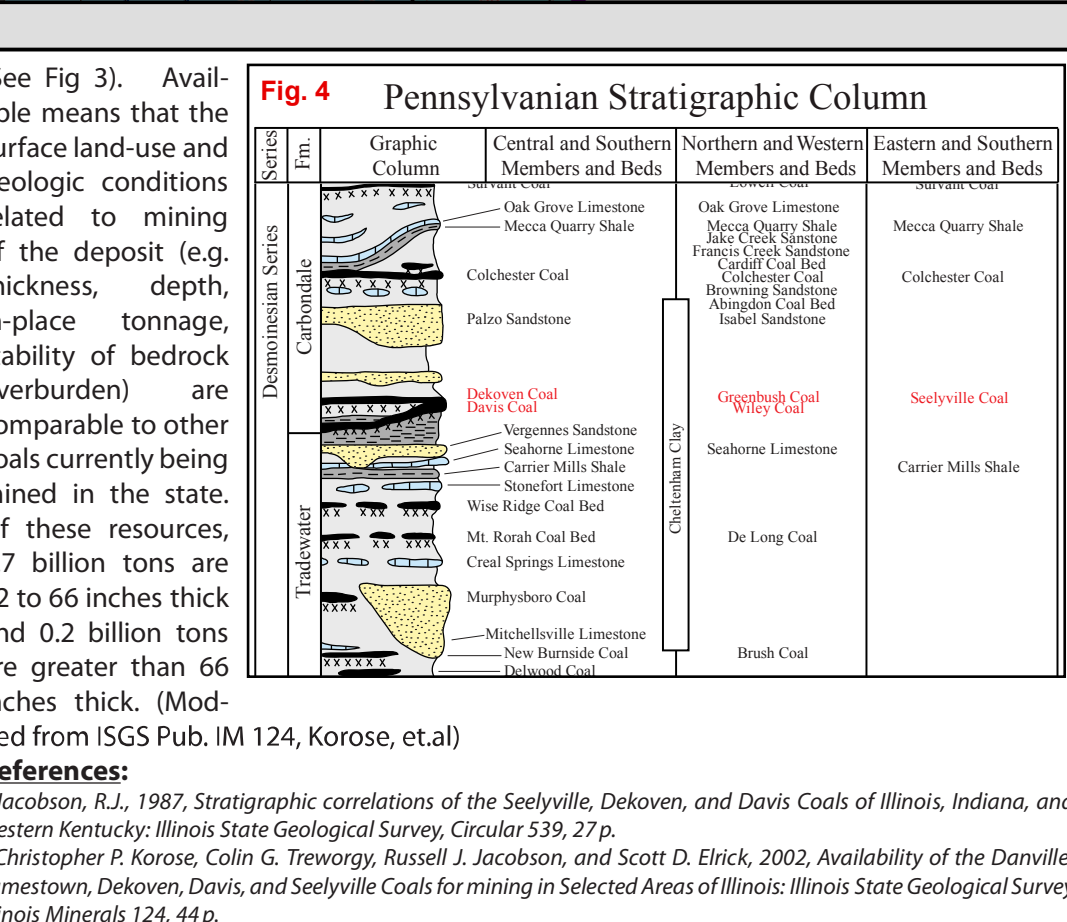 See Fig 3). Avail-
ble means that the
urface land-use and
eologic conditions
elated to mining
f the deposit (e.g.
hickness, depth,
-place tonnage,
tability of bedrock
verburden) are
omparable to other
oals currently being
ined in the state.
f these resources,
7 billion tons are
2 to 66 inches thick
nd 0.2 billion tons
re greater than 66
nches thick. (Mod-
ed from ISGS Pub. IM 124, Korose, et.al)
Fig. 4
Pennsylvanian Stratigraphic Column
Series
Fm.
Graphic
Column
Central and Southern
Members and Beds
Northern and Western
Members and Beds
Eastern and Southern
Members and Beds
Desmoinesian Series
Carbondale
Tradewater
Survant Coal
Oak Grove Limestone
Mecca Quarry Shale
Colchester Coal
Palzo Sandstone
Dekoven Coal
Davis Coal
Vergennes Sandstone
Seahorne Limestone
Carrier Mills Shale
Stonefort Limestone
Wise Ridge Coal Bed
Mt. Rorah Coal Bed
Creal Springs Limestone
Murphysboro Coal
Mitchellsville Limestone
New Burnside Coal
Delwood Coal
Lowell Coal
Oak Grove Limestone
Mecca Quarry Shale
Jake Creek Sanstone
Francis Creek Sandstone
Cardiff Coal Bed
Colchester Coal
Browning Sandstone
Abingdon Coal Bed
Isabel Sandstone
Greenbush Coal
Wiley Coal
Seahorne Limestone
De Long Coal
Brush Coal
Cheltenham Clay
Survant Coal
Mecca Quarry Shale
Colchester Coal
Seelyville Coal
Carrier Mills Shale
eferences:
Jacobson, R.J., 1987, Stratigraphic correlations of the Seelyville, Dekoven, and Davis Coals of Illinois, Indiana, and
estern Kentucky: Illinois State Geological Survey, Circular 539, 27 p.
Christopher P. Korose, Colin G. Treworgy, Russell J. Jacobson, and Scott D. Elrick, 2002, Availability of the Danville
mestown, Dekoven, Davis, and Seelyville Coals for mining in Selected Areas of Illinois: Illinois State Geological Survey
linois Minerals 124, 44 p.